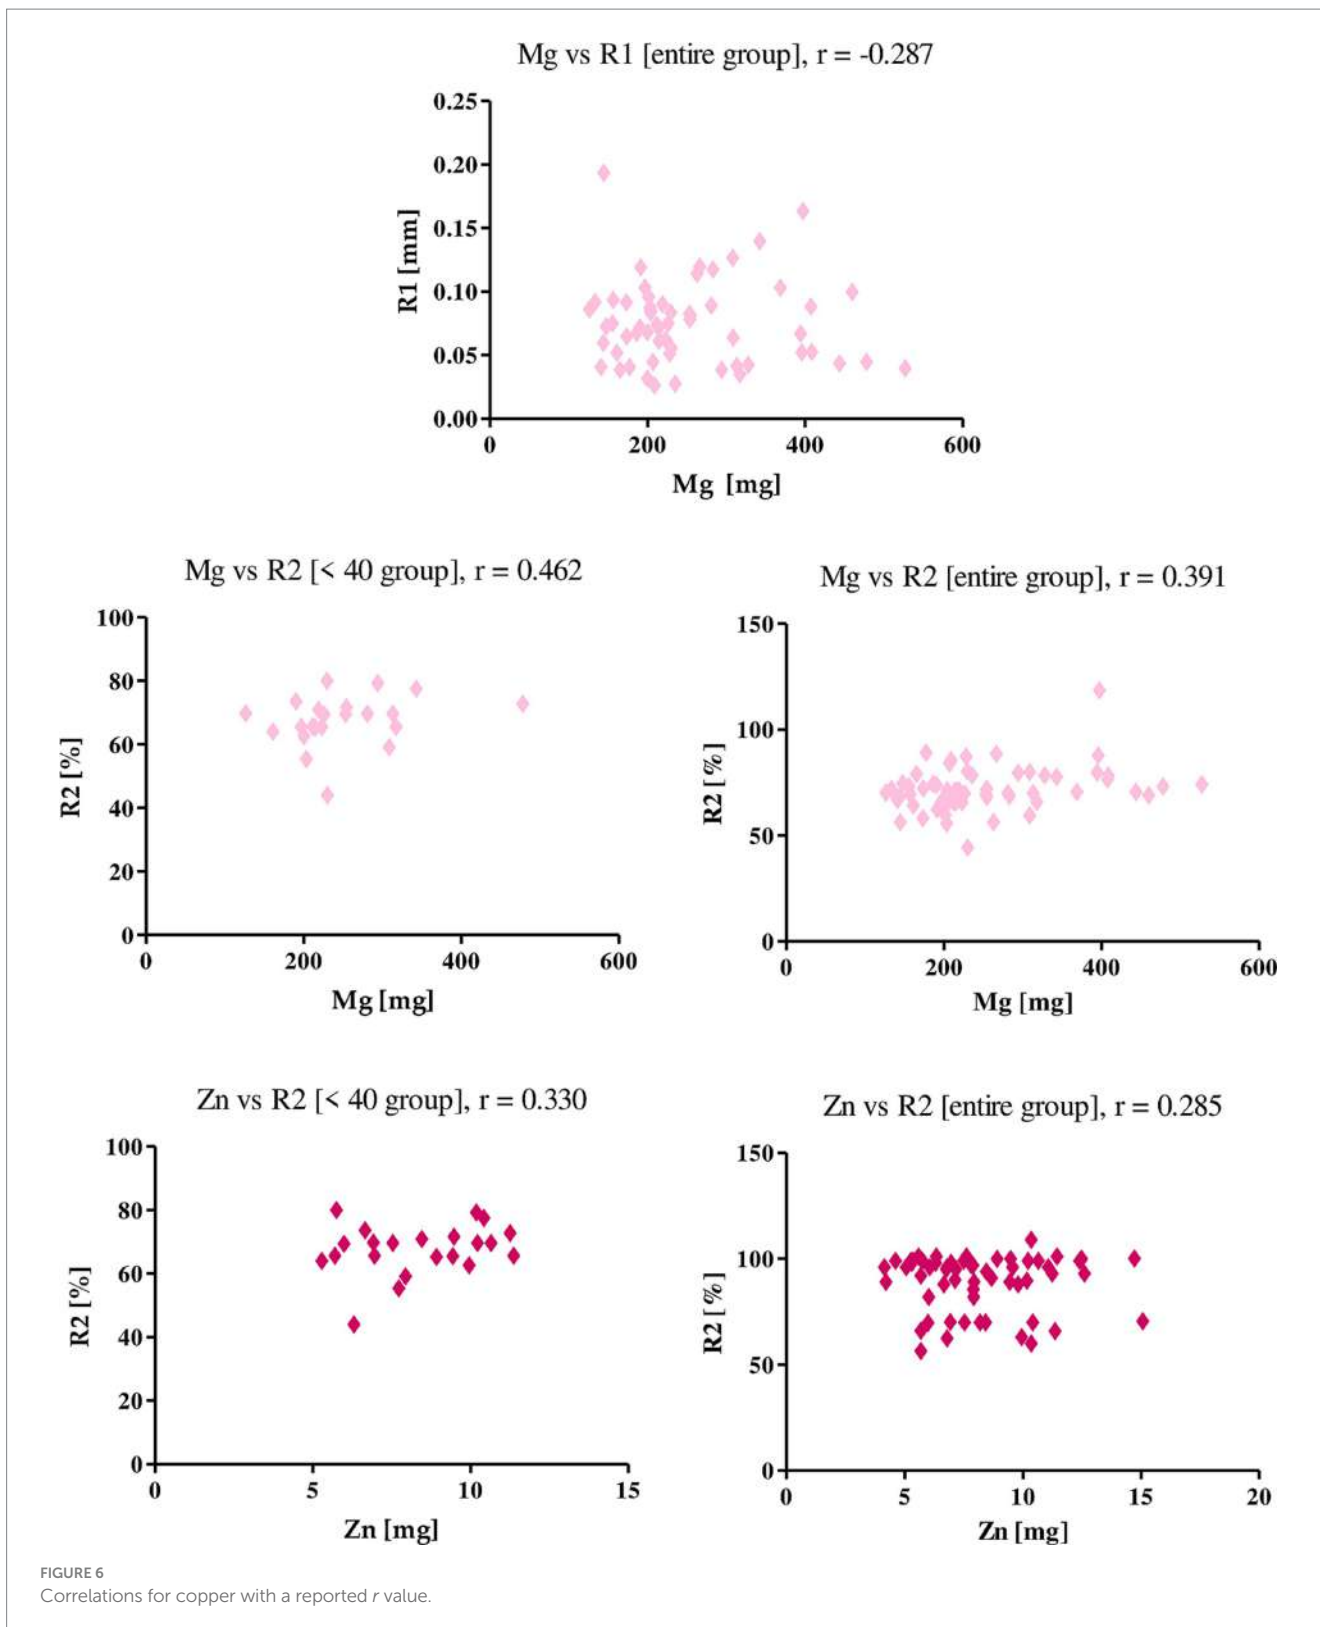 Mg vs R1 [entire group], r = -0.287
0.25
0.20
0.15
0.10
0.05
0.00
R1 [mm]
0 200 400 600
Mg [mg]
Mg vs R2 [< 40 group], r = 0.462
100
80
60
40
20
0
R2 [%]
0 200 400 600
Mg [mg]
Mg vs R2 [entire group], r = 0.391
150
100
50
0
R2 [%]
0 200 400 600
Mg [mg]
Zn vs R2 [< 40 group], r = 0.330
100
80
60
40
20
0
R2 [%]
0 5 10 15
Zn [mg]
Zn vs R2 [entire group], r = 0.285
150
100
50
0
R2 [%]
0 5 10 15 20
Zn [mg]
FIGURE 6
Correlations for copper with a reported r value.